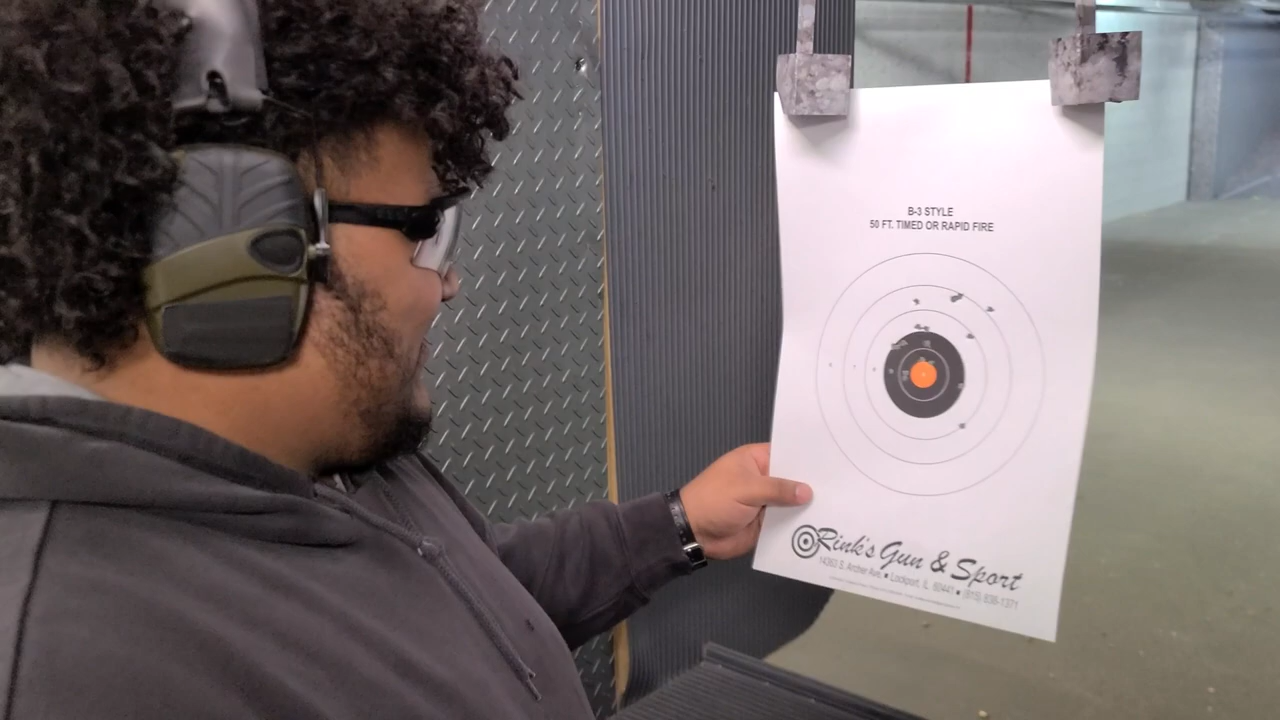 B-3 STYLE
50 FT. TIMED OR RAPID FIRE
Rink's Gun & Sport
14363 S. Archer Ave. ■ Lockport, IL 60441 ■ (815) 838-1371